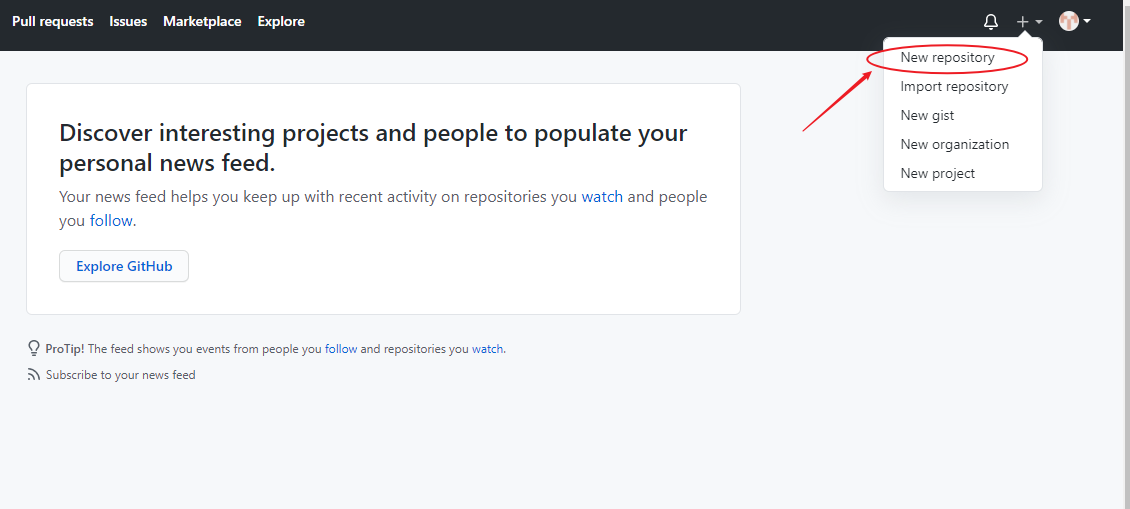 Pull requests Issues Marketplace Explore
New repository
Import repository
New gist
New organization
New project
Discover interesting projects and people to populate your
personal news feed.
Your news feed helps you keep up with recent activity on repositories you watch and people
you follow.
Explore GitHub
ProTip! The feed shows you events from people you follow and repositories you watch.
Subscribe to your news feed